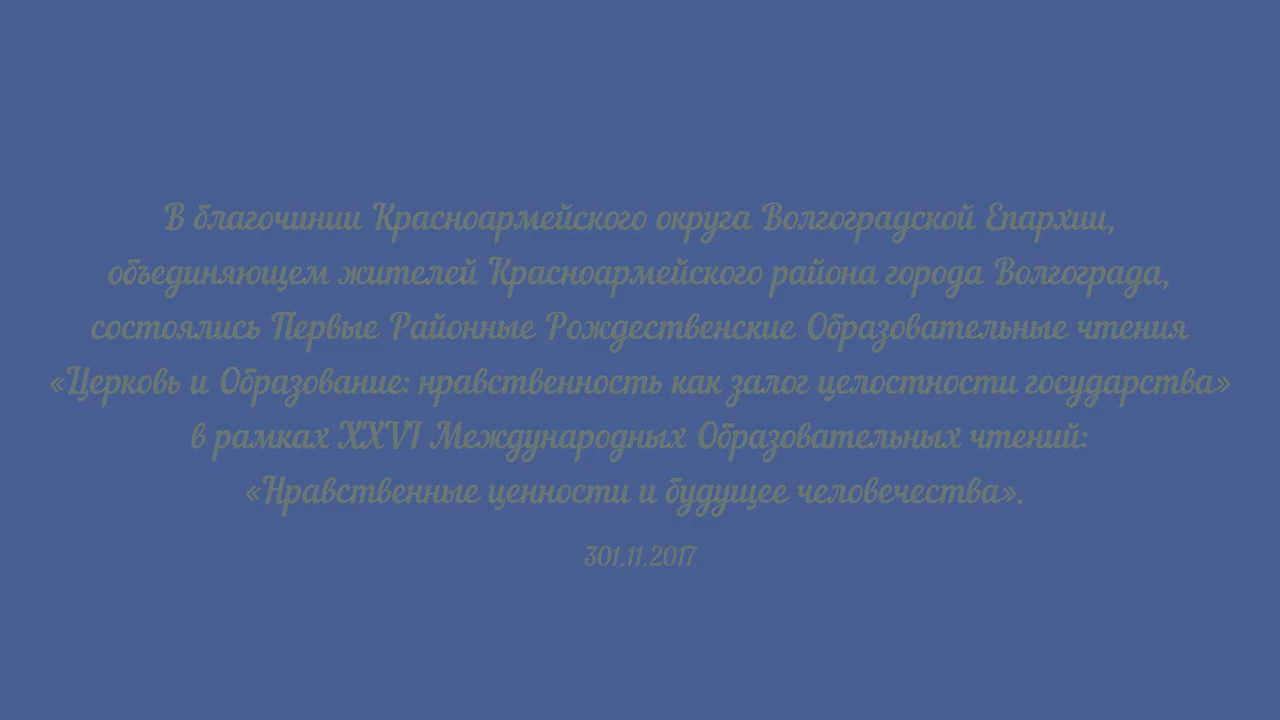 В благочинии Красноармейского округа Волгоградской Епархии,
объединяющем жителей Красноармейского района города Волгограда,
состоялись Первые Районные Рождественские Образовательные чтения
«Церковь и Образование: нравственность как залог целостности государства»
в рамках XXVI Международных Образовательных чтений:
«Нравственные ценности и будущее человечества».
301.11.2017